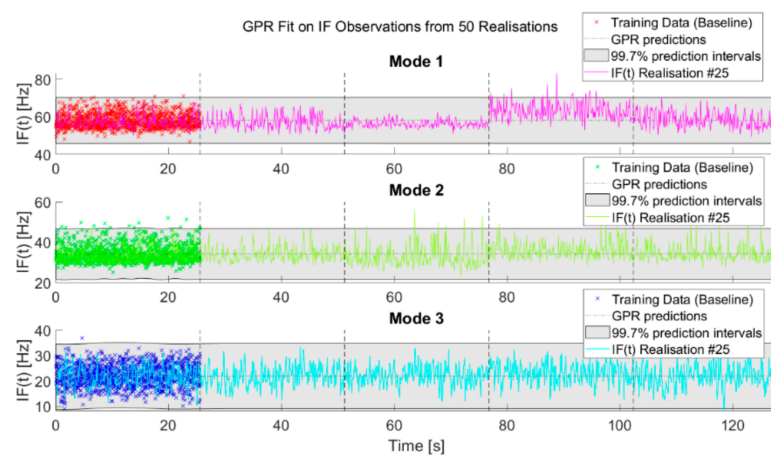 GPR Fit on IF Observations from 50 Realisations
Training Data (Baseline)
GPR predictions
99.7% prediction intervals
IF(t) Realisation #25
Mode 1
IF(t) [Hz]
80
60
40
0 20 40 60 80 100 120
Training Data (Baseline)
GPR predictions
99.7% prediction intervals
IF(t) Realisation #25
Mode 2
IF(t) [Hz]
60
40
20
0 20 40 60 80 100 120
Training Data (Baseline)
GPR predictions
99.7% prediction intervals
IF(t) Realisation #25
Mode 3
IF(t) [Hz]
40
30
20
10
0 20 40 60 80 100 120
Time [s]